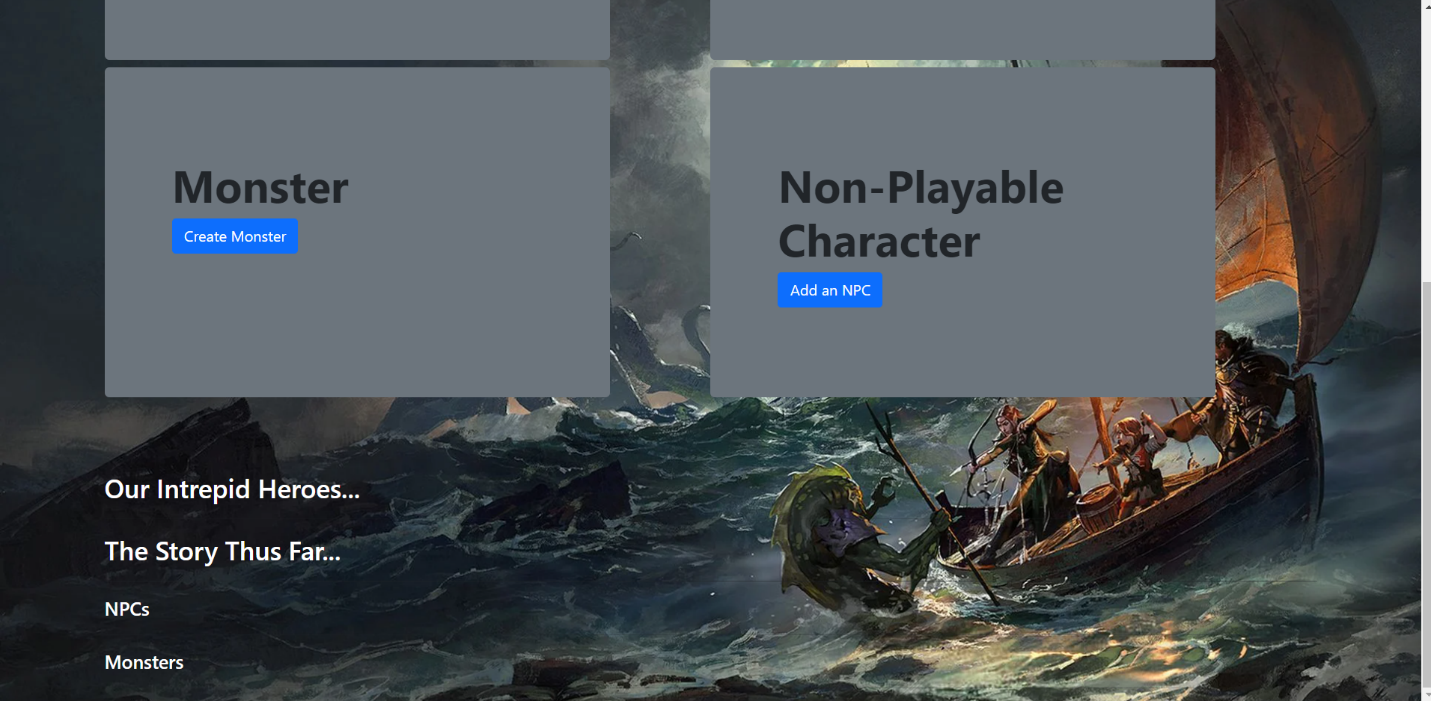 Monster
Create Monster
Non-Playable
Character
Add an NPC
Our Intrepid Heroes...
The Story Thus Far...
NPCs
Monsters